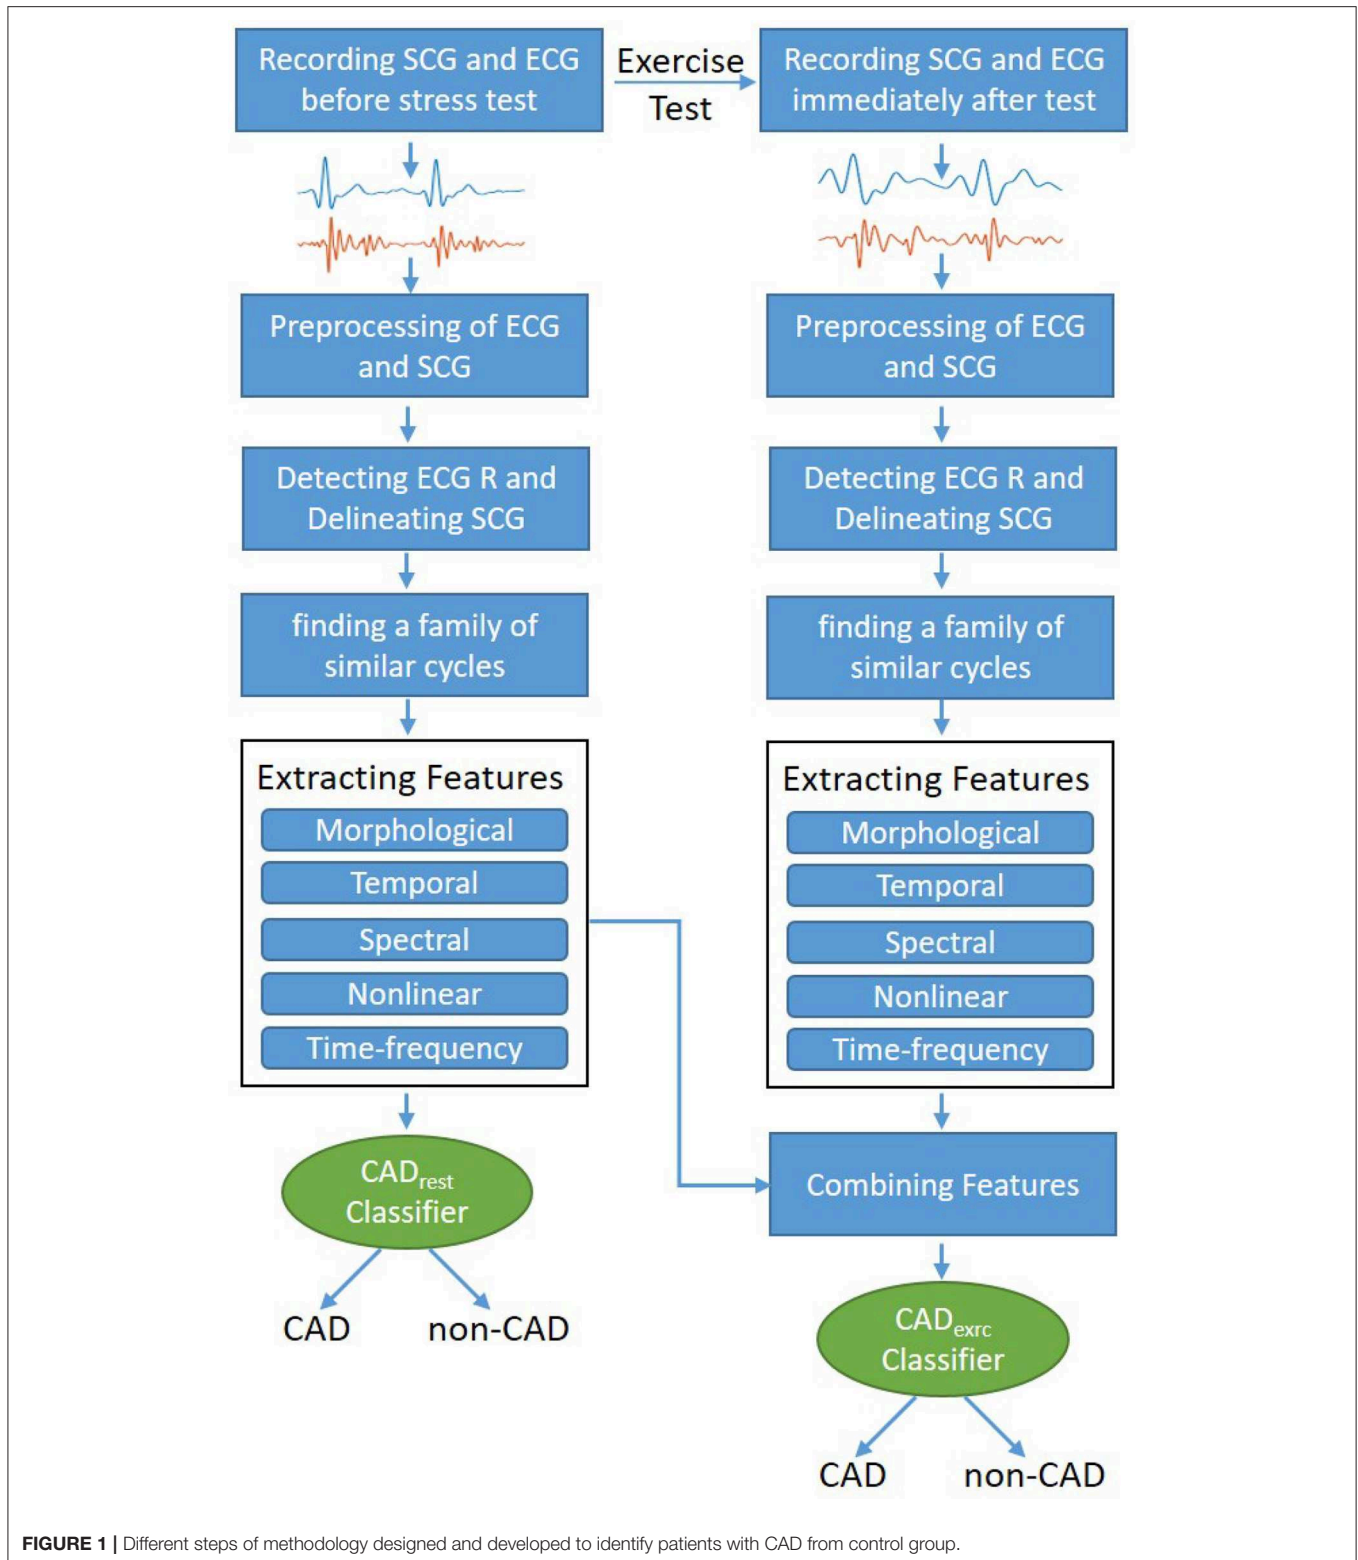 Recording SCG and ECG
before stress test
Exercise
Test
Recording SCG and ECG
immediately after test
Preprocessing of ECG
and SCG
Detecting ECG R and
Delineating SCG
finding a family of
similar cycles
Extracting Features
Morphological
Temporal
Spectral
Nonlinear
Time-frequency
CADrest
Classifier
CAD
non-CAD
Preprocessing of ECG
and SCG
Detecting ECG R and
Delineating SCG
finding a family of
similar cycles
Extracting Features
Morphological
Temporal
Spectral
Nonlinear
Time-frequency
Combining Features
CADexrc
Classifier
CAD
non-CAD
FIGURE 1 | Different steps of methodology designed and developed to identify patients with CAD from control group.